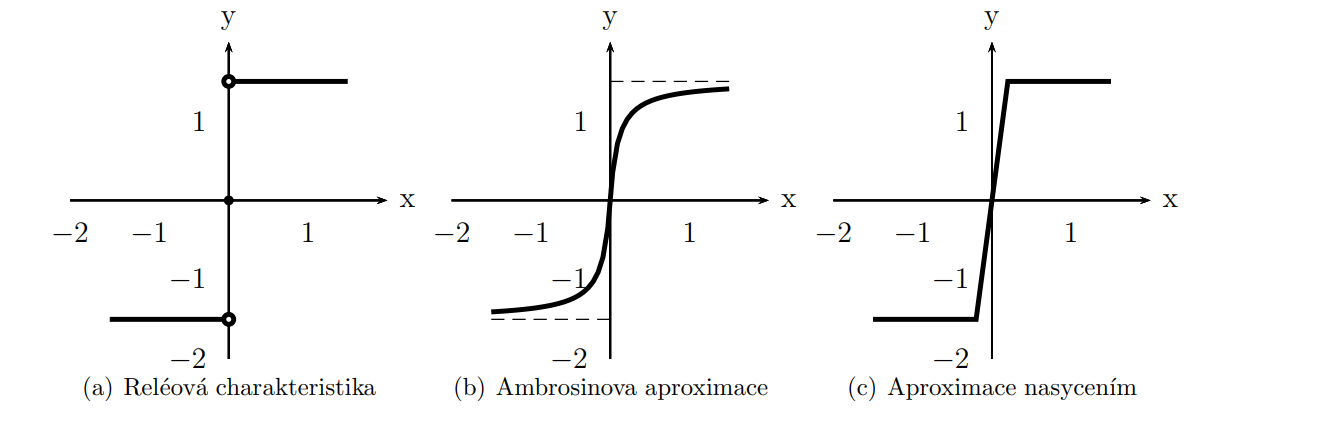 y y y
1 1 1
x x x
−2 −1 1 −2 −1 1 −2 −1 1
−1 −1 −1
−2 −2 −2
(a) Reléová charakteristika (b) Ambrosinova aproximace (c) Aproximace nasycením